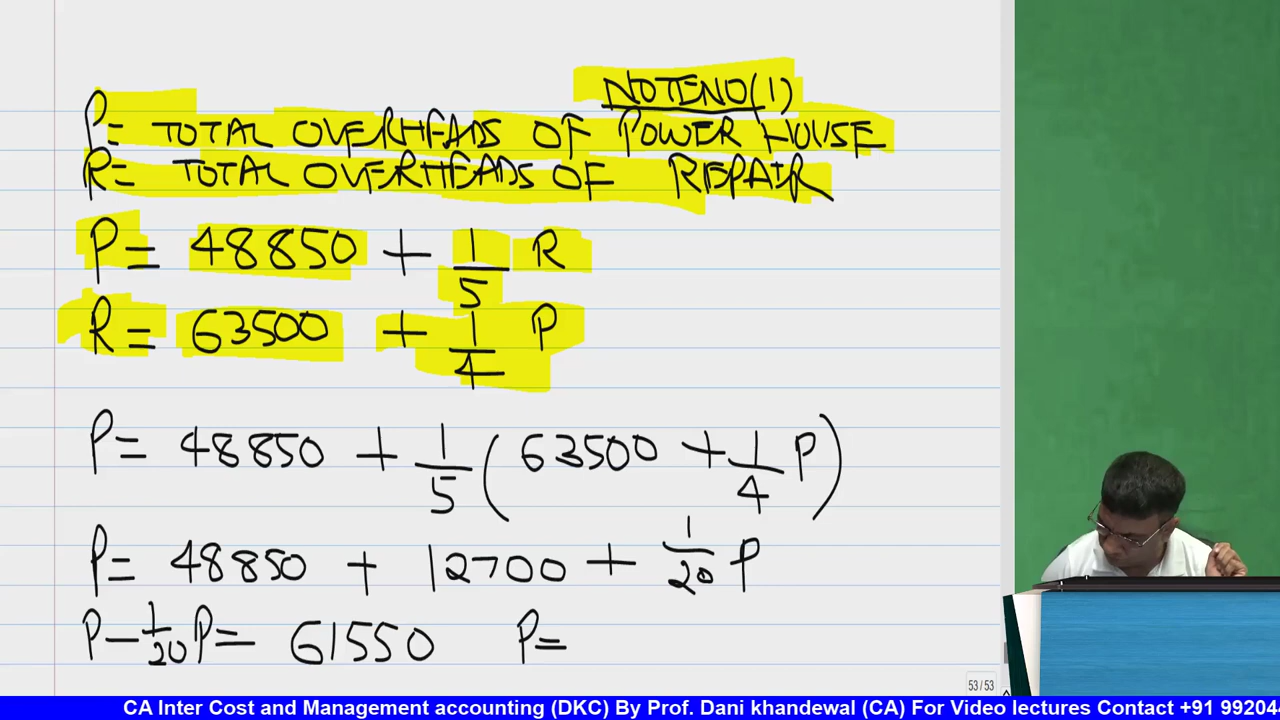 NOTENO(1)
P= TOTAL OVERHEADS OF POWER HOUSE
R= TOTAL OVERHEADS OF REPAIR
P= 48850 + 1/5 R
R= 63500 + 1/4 P
P= 48850 + 1/5 ( 63500 + 1/4 P )
P= 48850 + 12700 + 1/20 P
P - 1/20 P = 61550 P=
53/53
CA Inter Cost and Management accounting (DKC) By Prof. Dani khandewal (CA) For Video lectures Contact +91 99204